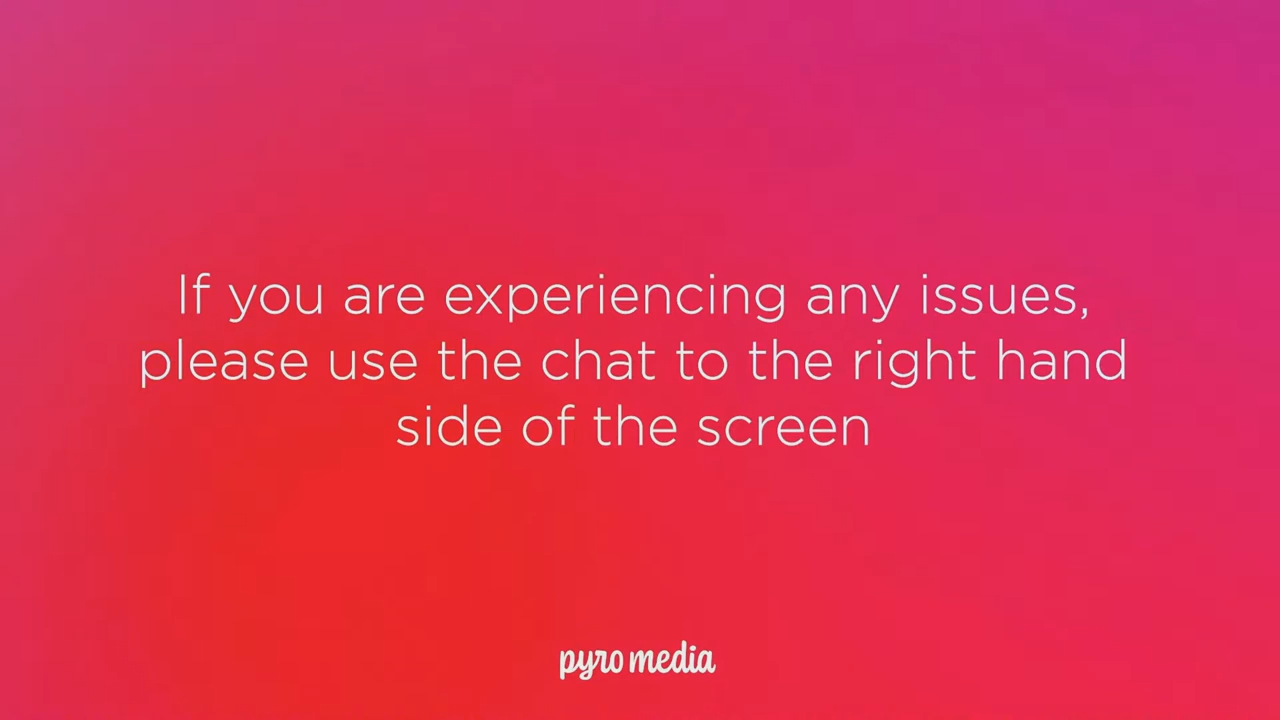 If you are experiencing any issues,
please use the chat to the right hand
side of the screen
pyro media